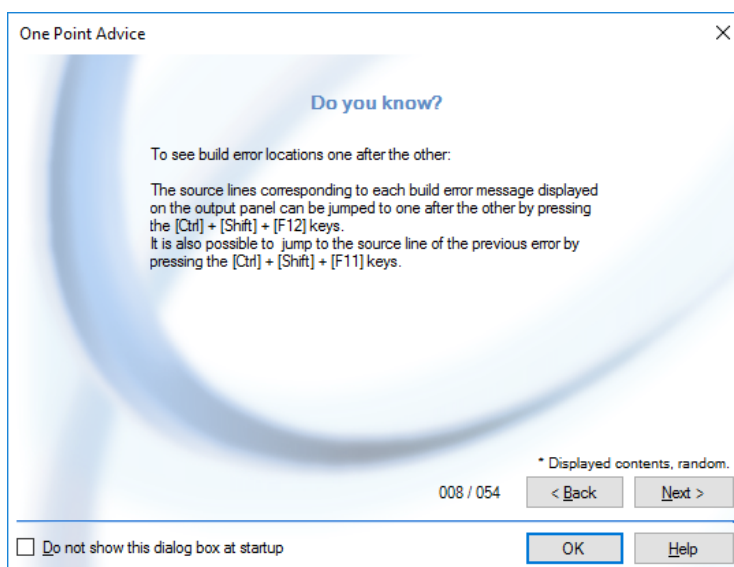 One Point Advice
Do you know?
To see build error locations one after the other:
The source lines corresponding to each build error message displayed
on the output panel can be jumped to one after the other by pressing
the [Ctrl] + [Shift] + [F12] keys.
It is also possible to  jump to the source line of the previous error by
pressing the [Ctrl] + [Shift] + [F11] keys.
* Displayed contents, random.
008 / 054
< Back
Next >
Do not show this dialog box at startup
OK
Help